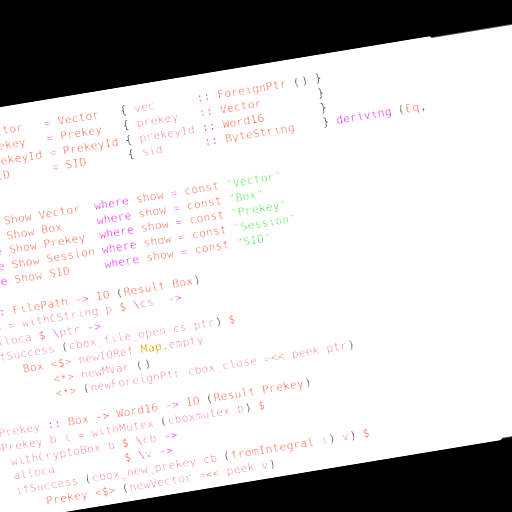 tor = Vector { vec :: ForeignPtr () }
ekey = Prekey { prekey :: Vector }
ekeyId = PrekeyId { prekeyId :: Word16 }
ID = SID { sid :: ByteString } deriving (Eq,
Show Vector where show = const "Vector"
Show Box where show = const "Box"
e Show Prekey where show = const "Prekey"
e Show Session where show = const "Session"
e Show SID where show = const "SID"
: FilePath -> IO (Result Box)
= withCString p $ \cs ->
lloca $ \ptr ->
ifSuccess (cbox_file_open cs ptr) $
Box <$> newIORef Map.empty
<*> newMVar ()
<*> (newForeignPtr cbox_close =<< peek ptr)
Prekey :: Box -> Word16 -> IO (Result Prekey)
Prekey b i = withMutex (cboxmutex b) $
withCryptoBox b $ \cb ->
alloca $ \v ->
ifSuccess (cbox_new_prekey cb (fromIntegral i) v) $
Prekey <$> (newVector =<< peek v)